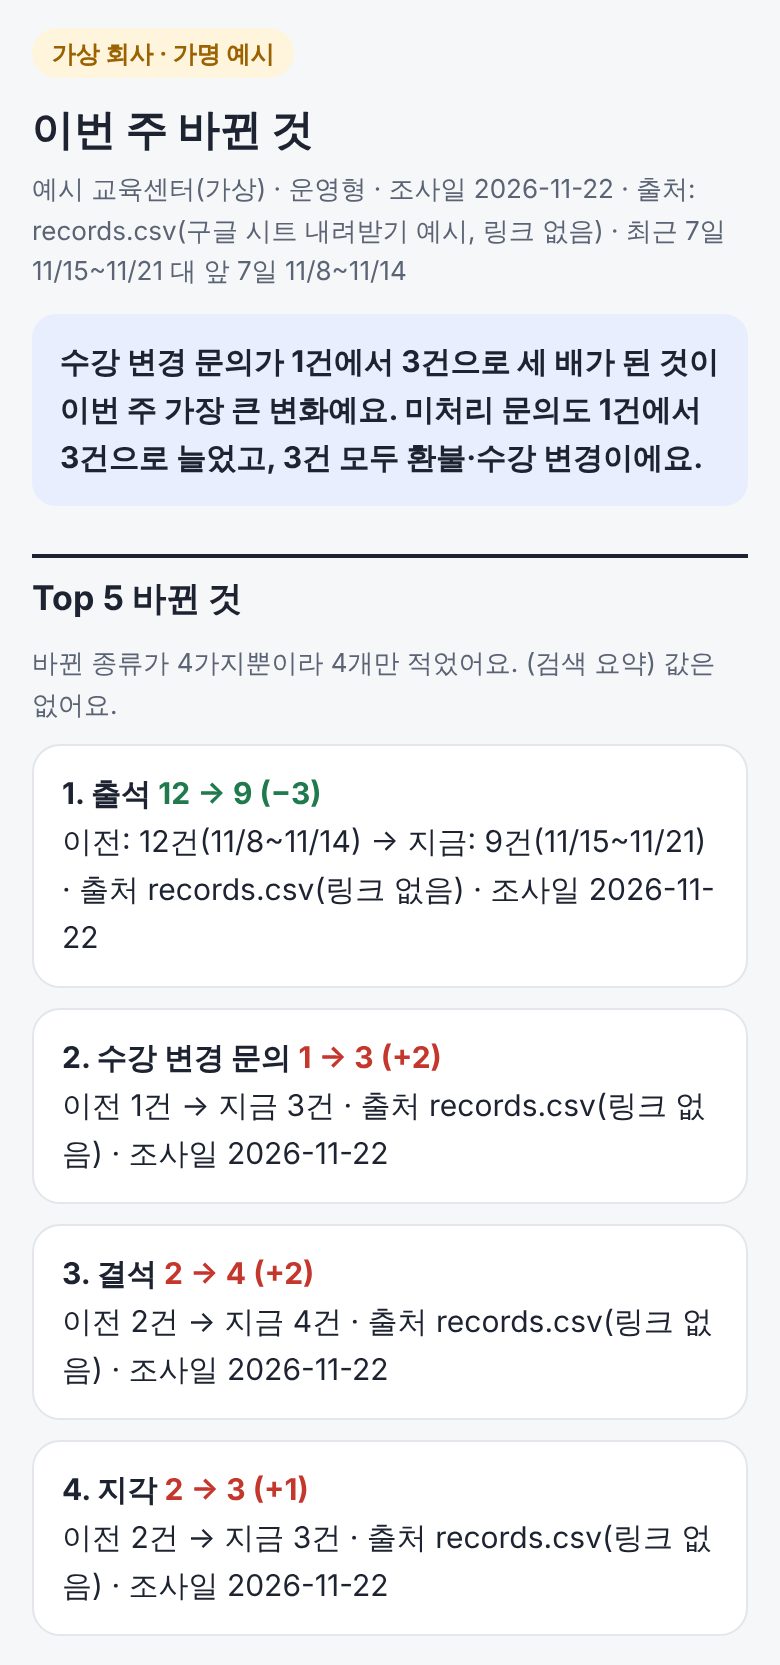 가상 회사 · 가명 예시
이번 주 바뀐 것
예시 교육센터(가상) · 운영형 · 조사일 2026-11-22 · 출처:
records.csv(구글 시트 내려받기 예시, 링크 없음) · 최근 7일
11/15~11/21 대 앞 7일 11/8~11/14
수강 변경 문의가 1건에서 3건으로 세 배가 된 것이
이번 주 가장 큰 변화예요. 미처리 문의도 1건에서
3건으로 늘었고, 3건 모두 환불·수강 변경이에요.
Top 5 바뀐 것
바뀐 종류가 4가지뿐이라 4개만 적었어요. (검색 요약) 값은
없어요.
1. 출석 12 → 9 (−3)
이전: 12건(11/8~11/14) → 지금: 9건(11/15~11/21)
· 출처 records.csv(링크 없음) · 조사일 2026-11-
22
2. 수강 변경 문의 1 → 3 (+2)
이전 1건 → 지금 3건 · 출처 records.csv(링크 없
음) · 조사일 2026-11-22
3. 결석 2 → 4 (+2)
이전 2건 → 지금 4건 · 출처 records.csv(링크 없
음) · 조사일 2026-11-22
4. 지각 2 → 3 (+1)
이전 2건 → 지금 3건 · 출처 records.csv(링크 없
음) · 조사일 2026-11-22